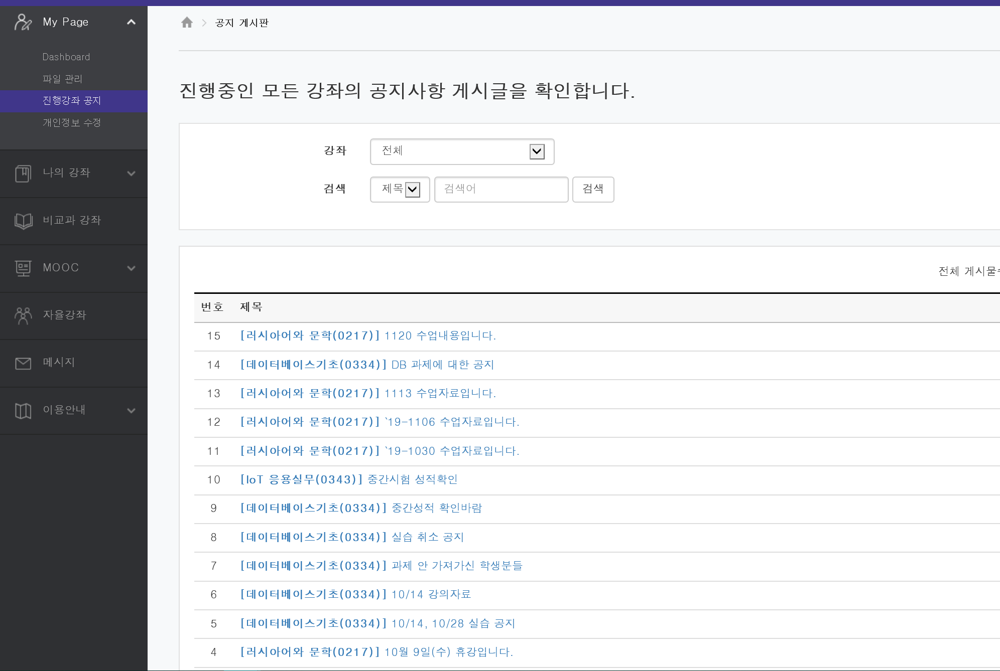 My Page
Dashboard
파일 관리
진행강좌 공지
개인정보 수정
나의 강좌
비교과 강좌
MOOC
자율강좌
메시지
이용안내
공지 게시판
진행중인 모든 강좌의 공지사항 게시글을 확인합니다.
강좌 전체
검색 제목 검색어 검색
전체 게시물
번호 제목
15 [러시아어와 문학(0217)] 1120 수업내용입니다.
14 [데이터베이스기초(0334)] DB 과제에 대한 공지
13 [러시아어와 문학(0217)] 1113 수업자료입니다.
12 [러시아어와 문학(0217)] `19-1106 수업자료입니다.
11 [러시아어와 문학(0217)] `19-1030 수업자료입니다.
10 [IoT 응용실무(0343)] 중간시험 성적확인
9 [데이터베이스기초(0334)] 중간성적 확인바람
8 [데이터베이스기초(0334)] 실습 취소 공지
7 [데이터베이스기초(0334)] 과제 안 가져가신 학생분들
6 [데이터베이스기초(0334)] 10/14 강의자료
5 [데이터베이스기초(0334)] 10/14, 10/28 실습 공지
4 [러시아어와 문학(0217)] 10월 9일(수) 휴강입니다.